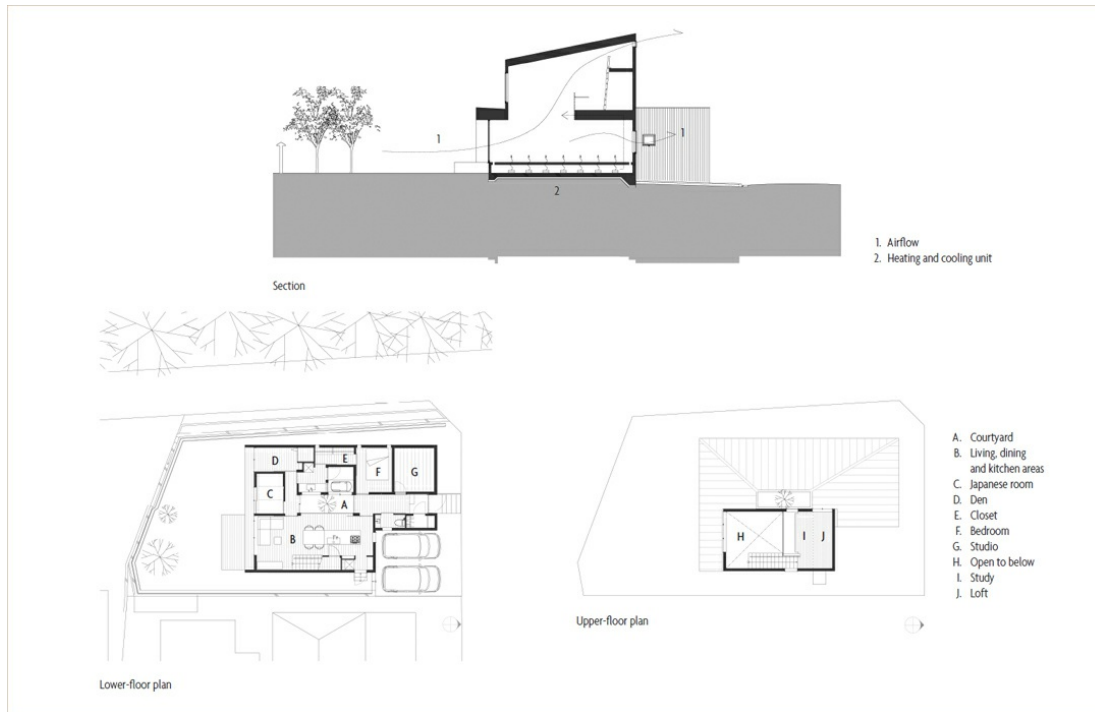 1
1
2
1. Airflow
2. Heating and cooling unit
Section
D
E
F
G
C
A
B
Lower-floor plan
H
I
J
Upper-floor plan
A. Courtyard
B. Living, dining
and kitchen areas
C. Japanese room
D. Den
E. Closet
F. Bedroom
G. Studio
H. Open to below
I. Study
J. Loft